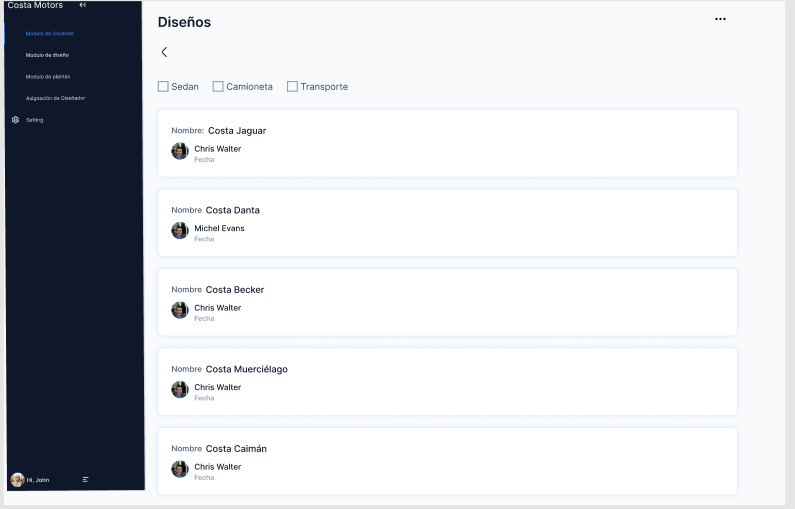 Costa Motors
Modulo de Usuarios
Modulo de diseño
Modulo de plantas
Asignación de Diseñador
Setting
Hi, John
Diseños
Sedan Camioneta Transporte
Nombre: Costa Jaguar
Chris Walter
Fecha
Nombre Costa Danta
Michel Evans
Fecha
Nombre Costa Becker
Chris Walter
Fecha
Nombre Costa Muerciélago
Chris Walter
Fecha
Nombre Costa Caimán
Chris Walter
Fecha